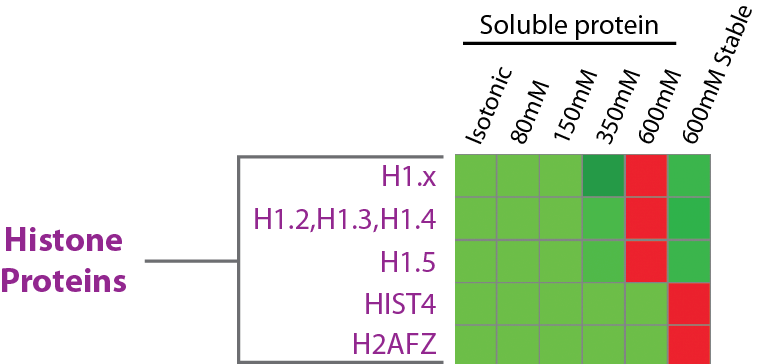 Soluble protein
Isotonic
80mM
150mM
350mM
600mM
600mM Stable
Histone
Proteins
H1.x
H1.2,H1.3,H1.4
H1.5
HIST4
H2AFZ